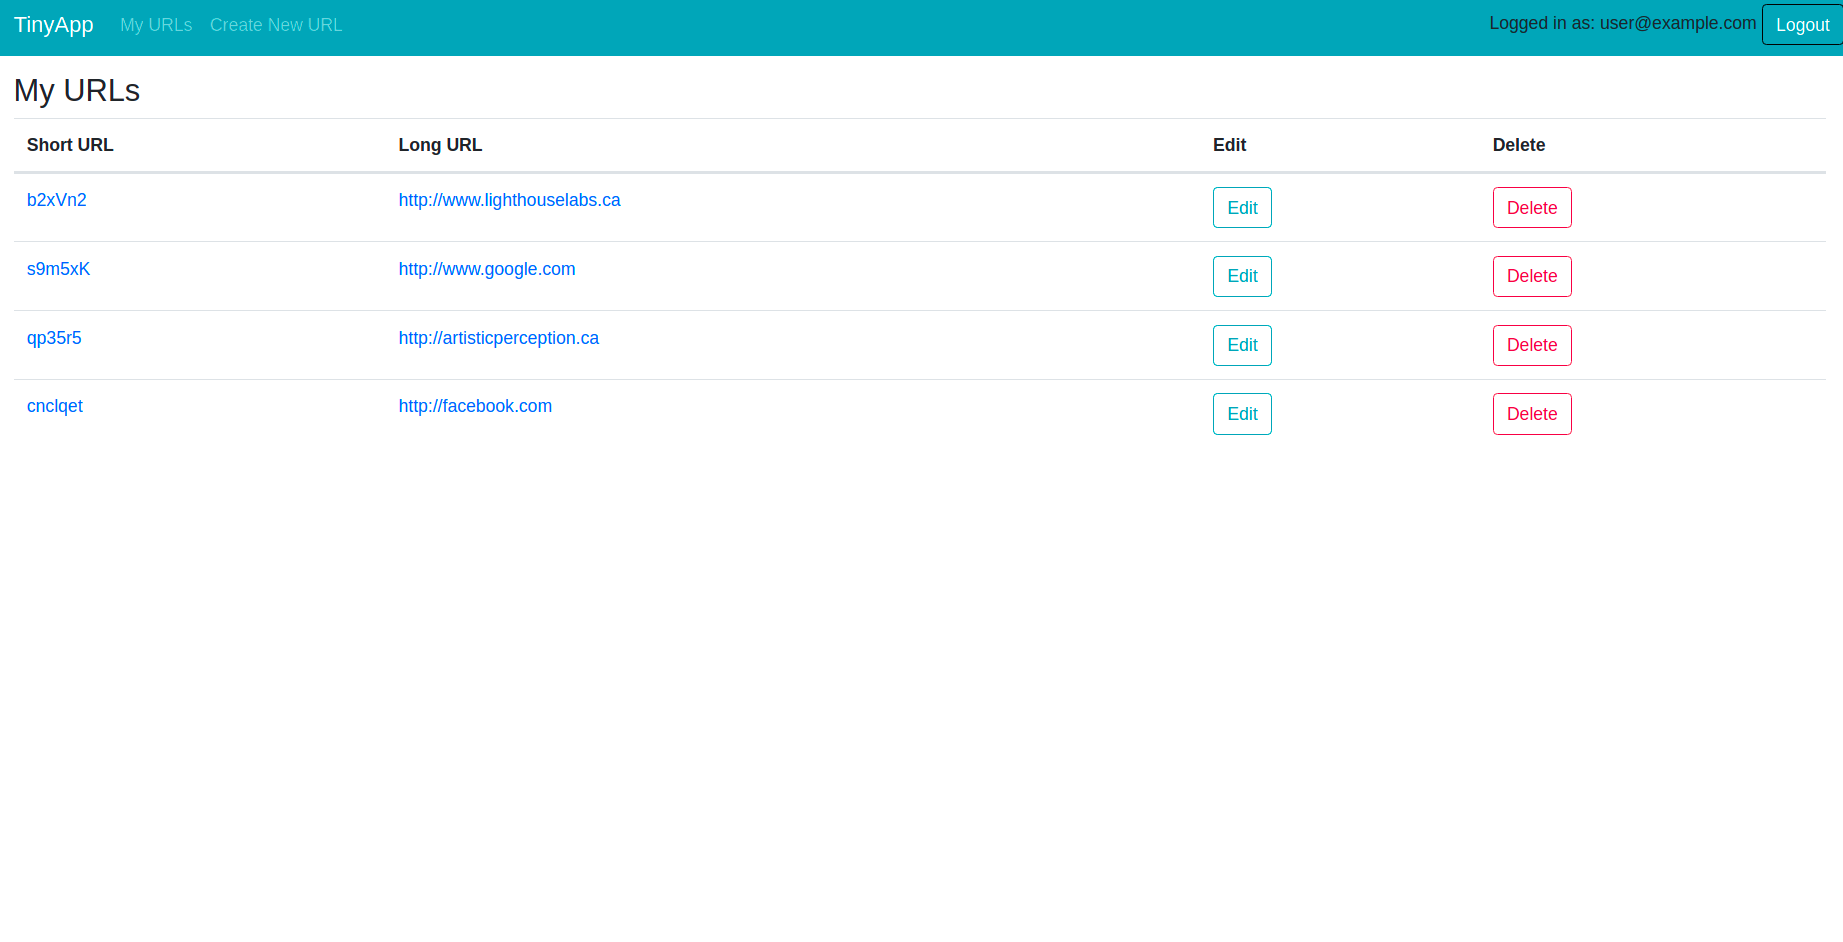 TinyApp My URLs Create New URL Logged in as: user@example.com Logout
My URLs
Short URL Long URL Edit Delete
b2xVn2 http://www.lighthouselabs.ca Edit Delete
s9m5xK http://www.google.com Edit Delete
qp35r5 http://artisticperception.ca Edit Delete
cnclqet http://facebook.com Edit Delete